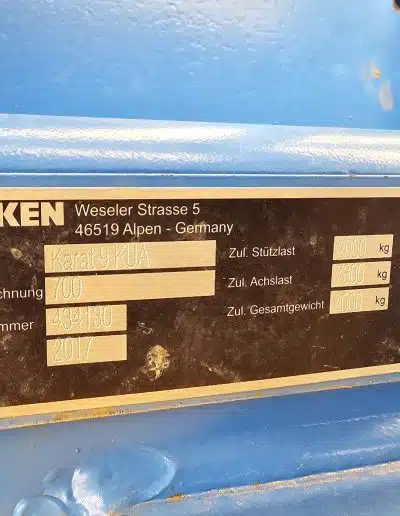 KEN Weseler Strasse 5
46519 Alpen - Germany
Karat 9 KUA Zul. Stützlast kg
chnung 700 Zul. Achslast kg
mmer 434130 Zul. Gesamtgewicht kg
2017